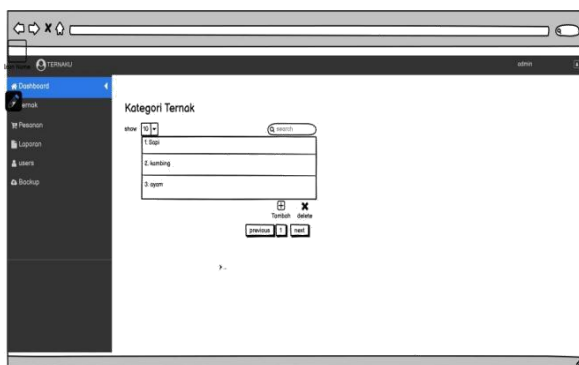 TERNAKU
admin
Dashboard
Ternak
Pesanan
Laporan
users
Backup
Kategori Ternak
show 10 search
1. Sapi
2. kambing
3. ayam
Tambah delete
previous 1 next